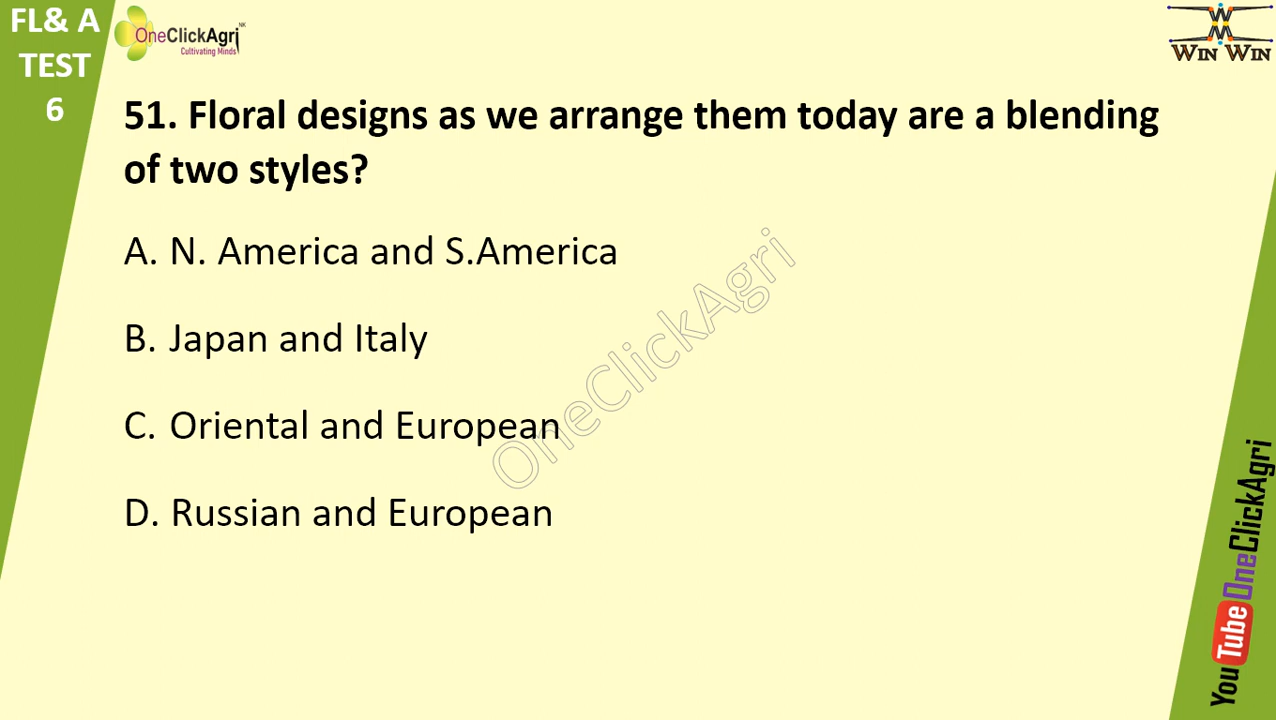 FL& A
TEST
6
OneClickAgri NK
Cultivating Minds
WIN WIN
51. Floral designs as we arrange them today are a blending
of two styles?
A. N. America and S.America
B. Japan and Italy
C. Oriental and European
D. Russian and European
OneClickAgri
YouTube OneClickAgri